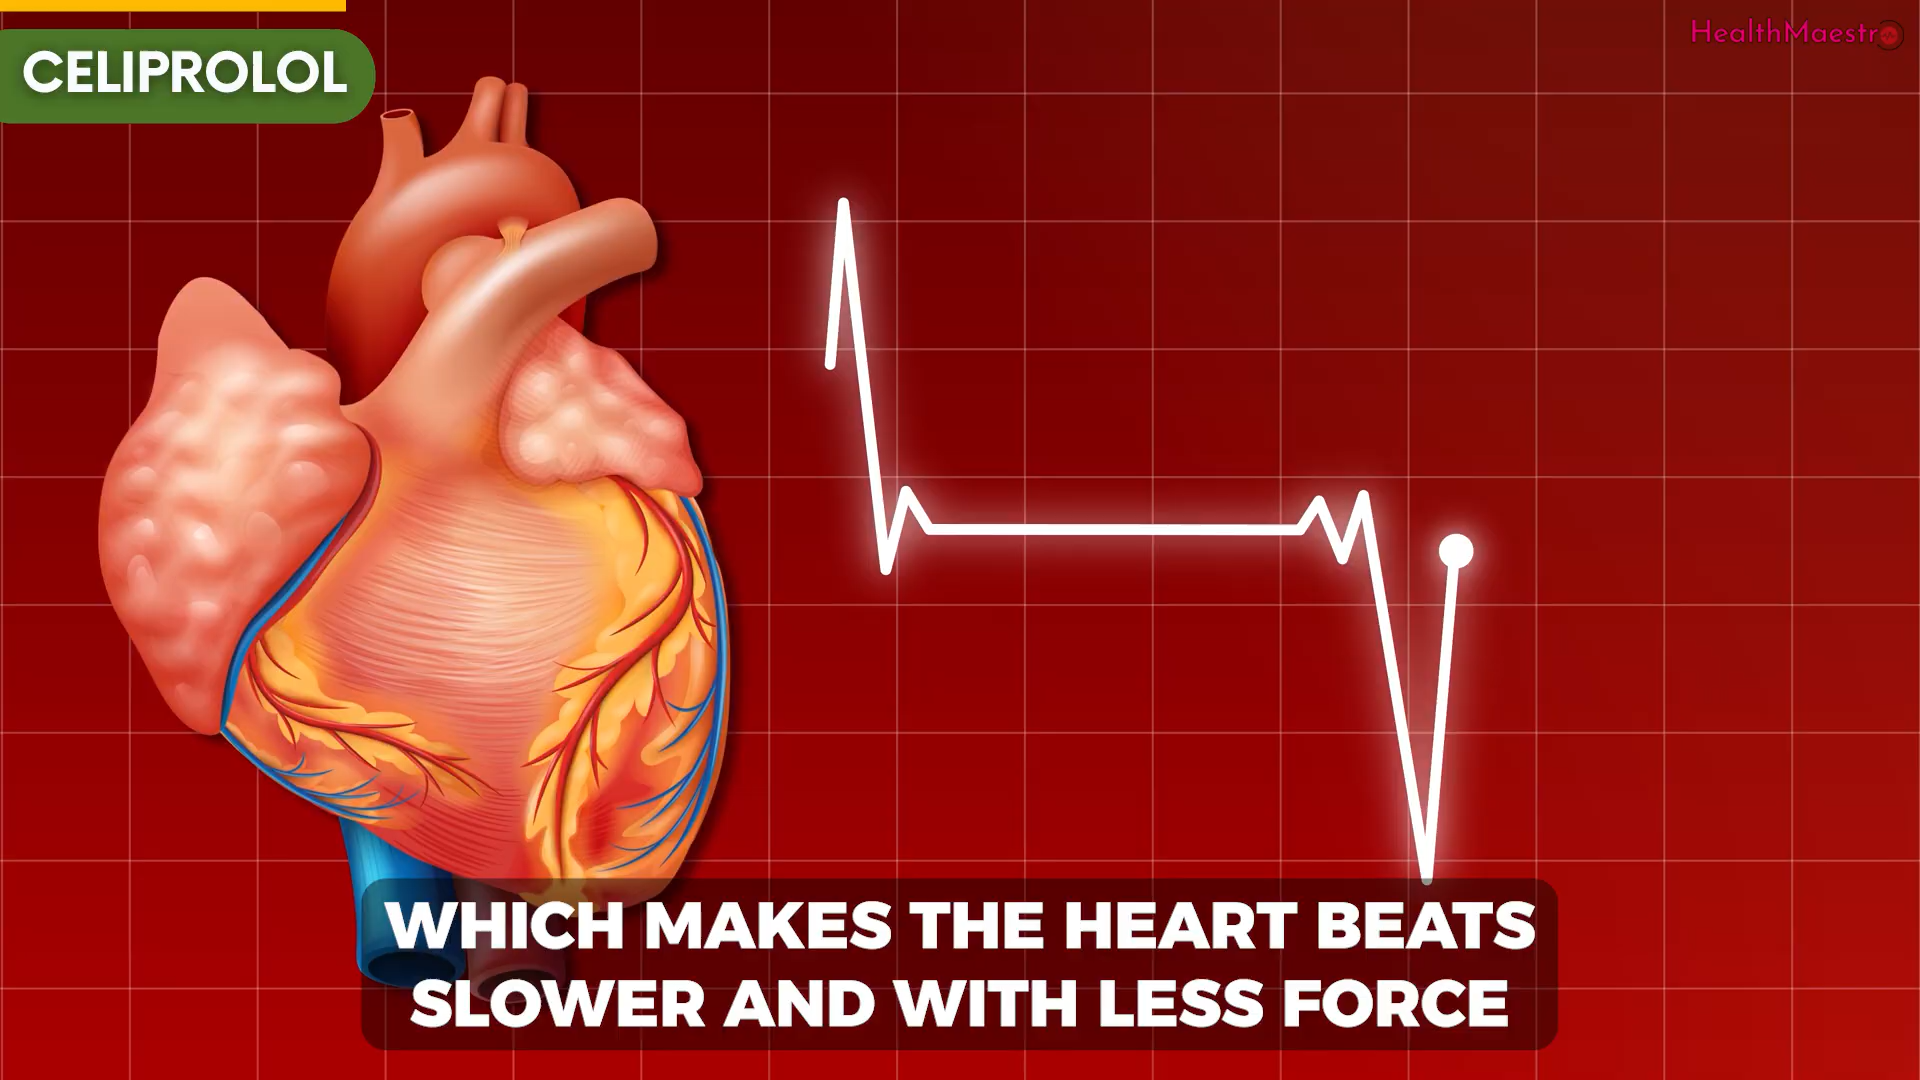 CELIPROLOL
HealthMaestro
WHICH MAKES THE HEART BEATS
SLOWER AND WITH LESS FORCE